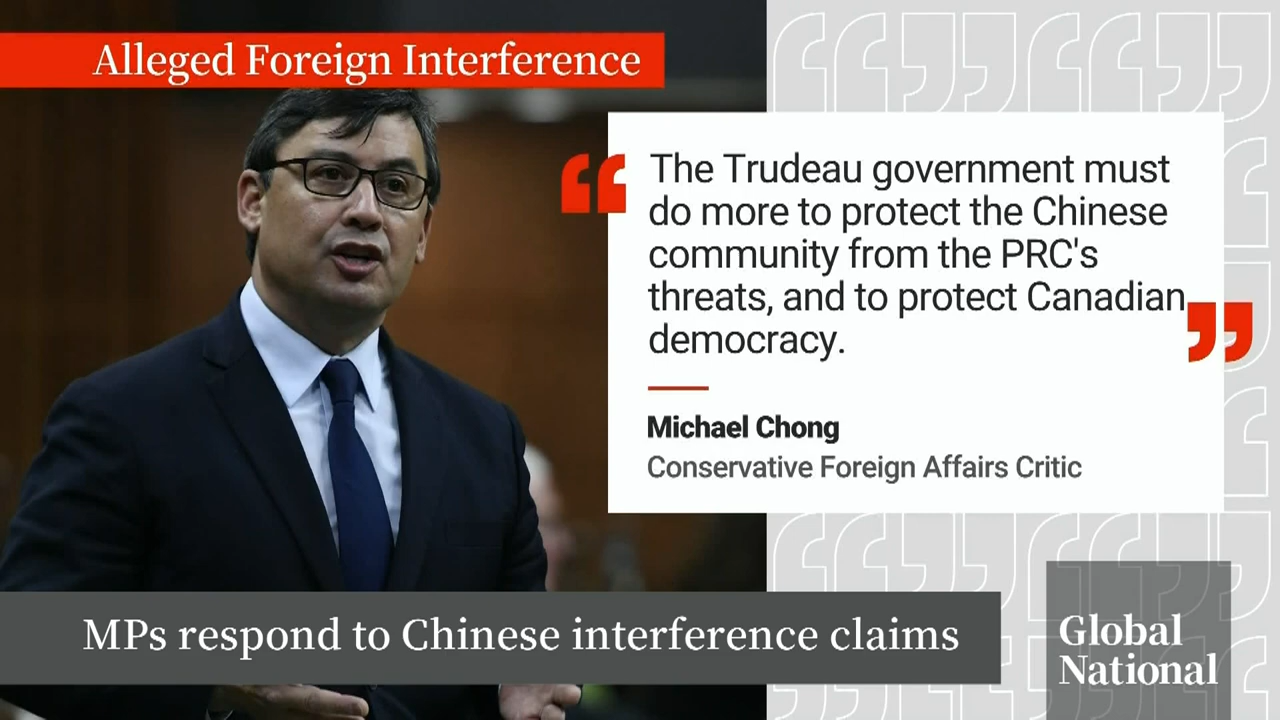 Alleged Foreign Interference
“
The Trudeau government must
do more to protect the Chinese
community from the PRC's
threats, and to protect Canadian
democracy.
”
Michael Chong
Conservative Foreign Affairs Critic
MPs respond to Chinese interference claims
Global
National